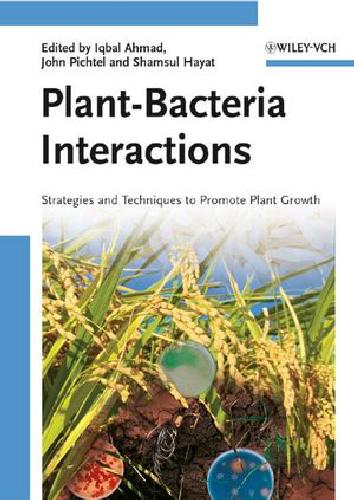 Edited by Iqbal Ahmad,
John Pichtel and Shamsul Hayat
WILEY-VCH
Plant-Bacteria
Interactions
Strategies and Techniques to Promote Plant Growth